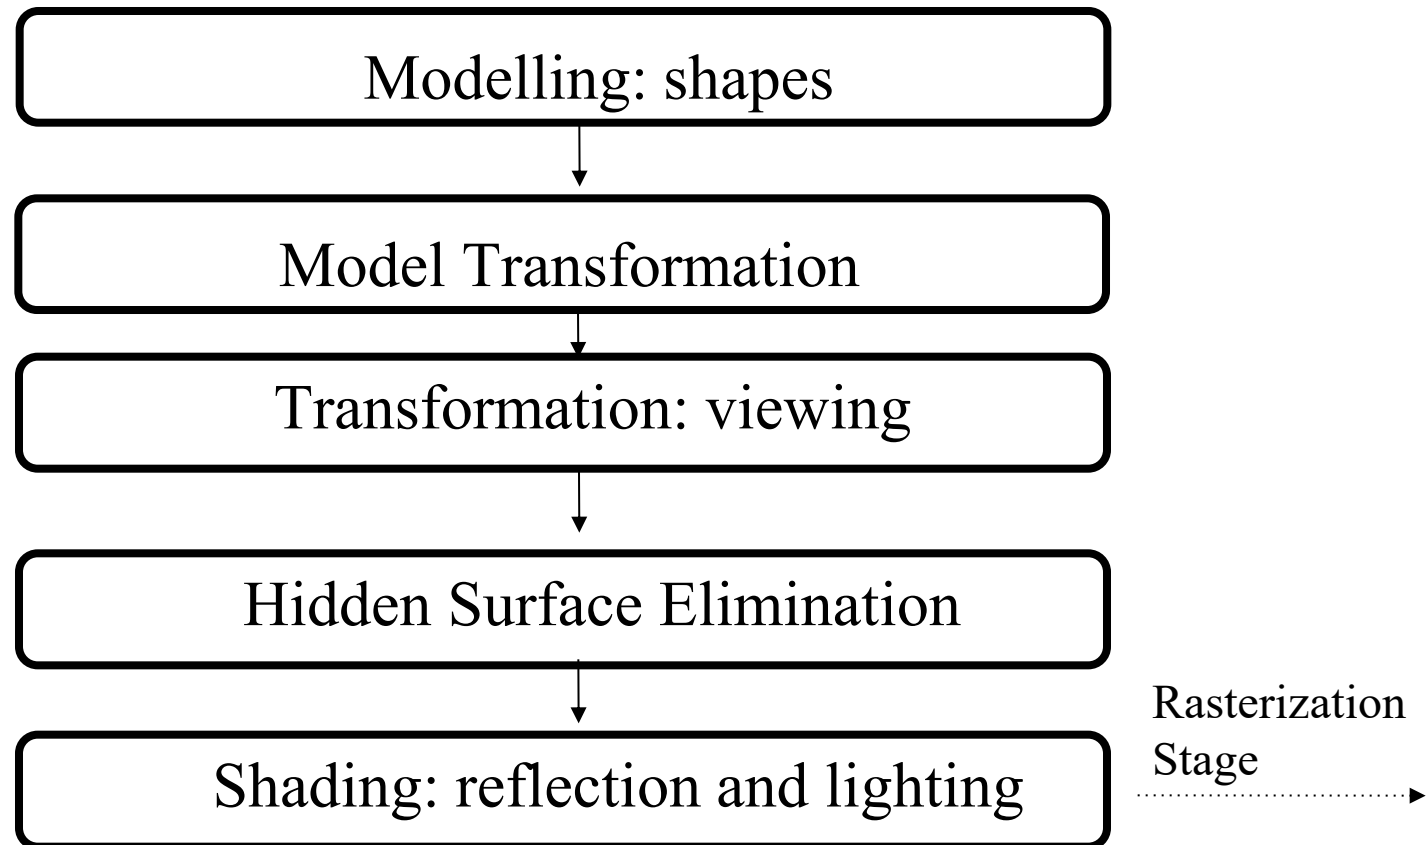 Modelling: shapes
Model Transformation
Transformation: viewing
Hidden Surface Elimination
Shading: reflection and lighting
Rasterization
Stage